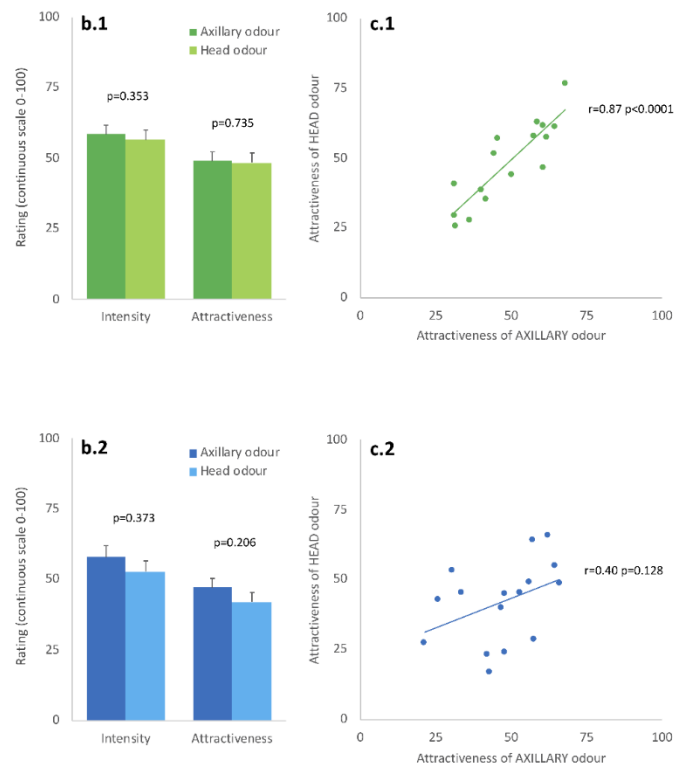 b.1
Axillary odour
Head odour
p=0.353
p=0.735
Rating (continuous scale 0-100)
100
75
50
25
0
Intensity
Attractiveness
c.1
r=0.87 p<0.0001
Attractiveness of HEAD odour
100
75
50
25
0
0
25
50
75
100
Attractiveness of AXILLARY odour
b.2
Axillary odour
Head odour
p=0.373
p=0.206
Rating (continuous scale 0-100)
100
75
50
25
0
Intensity
Attractiveness
c.2
r=0.40 p=0.128
Attractiveness of HEAD odour
100
75
50
25
0
0
25
50
75
100
Attractiveness of AXILLARY odour